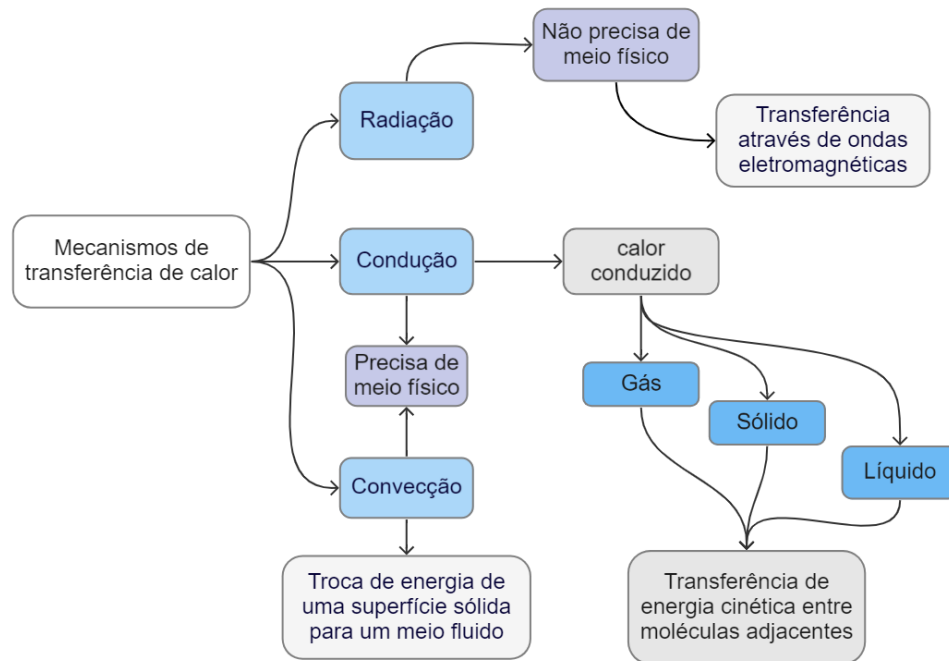 Não precisa de
meio físico
Radiação
Transferência
através de ondas
eletromagnéticas
Mecanismos de
transferência de calor
Condução
calor
conduzido
Precisa de
meio físico
Gás
Sólido
Líquido
Convecção
Troca de energia de
uma superfície sólida
para um meio fluido
Transferência de
energia cinética entre
moléculas adjacentes